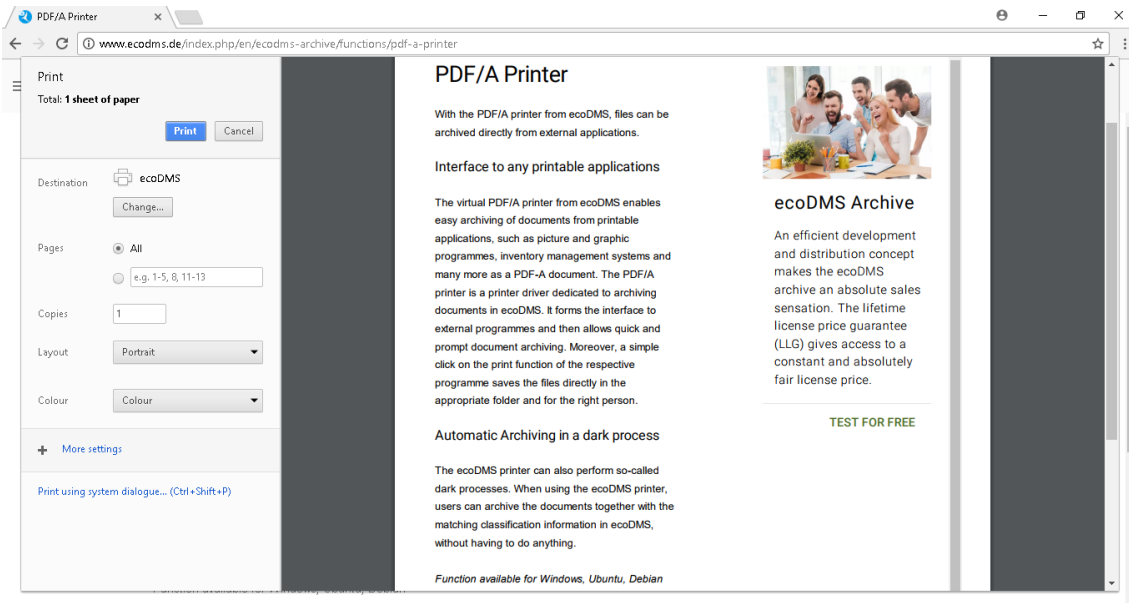 PDF/A Printer
www.ecodms.de/index.php/en/ecodms-archive/functions/pdf-a-printer
Print
Total: 1 sheet of paper
Print
Cancel
Destination
ecoDMS
Change...
Pages
All
e.g. 1-5, 8, 11-13
Copies
1
Layout
Portrait
Colour
Colour
More settings
Print using system dialogue... (Ctrl+Shift+P)
PDF/A Printer
With the PDF/A printer from ecoDMS, files can be
archived directly from external applications.
Interface to any printable applications
The virtual PDF/A printer from ecoDMS enables
easy archiving of documents from printable
applications, such as picture and graphic
programmes, inventory management systems and
many more as a PDF-A document. The PDF/A
printer is a printer driver dedicated to archiving
documents in ecoDMS. It forms the interface to
external programmes and then allows quick and
prompt document archiving. Moreover, a simple
click on the print function of the respective
programme saves the files directly in the
appropriate folder and for the right person.
Automatic Archiving in a dark process
The ecoDMS printer can also perform so-called
dark processes. When using the ecoDMS printer,
users can archive the documents together with the
matching classification information in ecoDMS,
without having to do anything.
Function available for Windows, Ubuntu, Debian
ecoDMS Archive
An efficient development
and distribution concept
makes the ecoDMS
archive an absolute sales
sensation. The lifetime
license price guarantee
(LLG) gives access to a
constant and absolutely
fair license price.
TEST FOR FREE